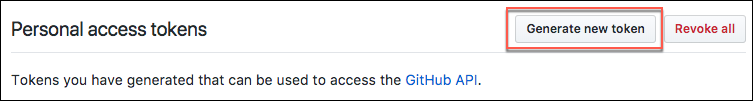 Personal access tokens
Generate new token
Revoke all
Tokens you have generated that can be used to access the GitHub API.